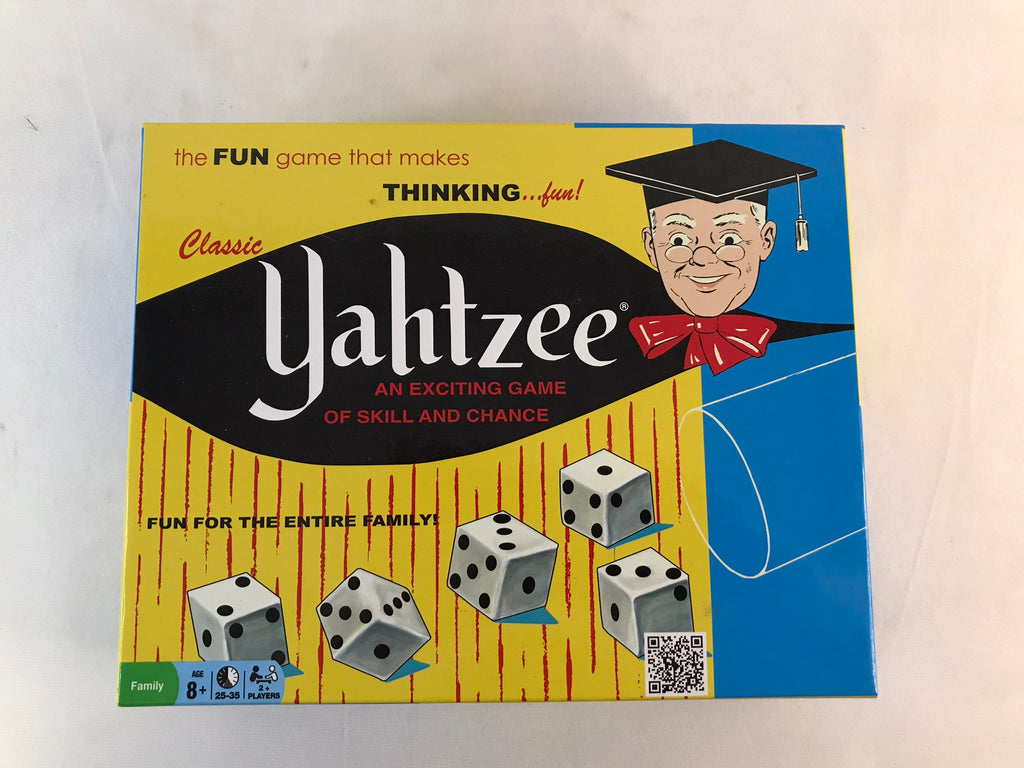 the FUN game that makes
THINKING...fun!
Classic
Yahtzee®
AN EXCITING GAME
OF SKILL AND CHANCE
FUN FOR THE ENTIRE FAMILY!
Family
AGE
8+
25-35
2+
PLAYERS